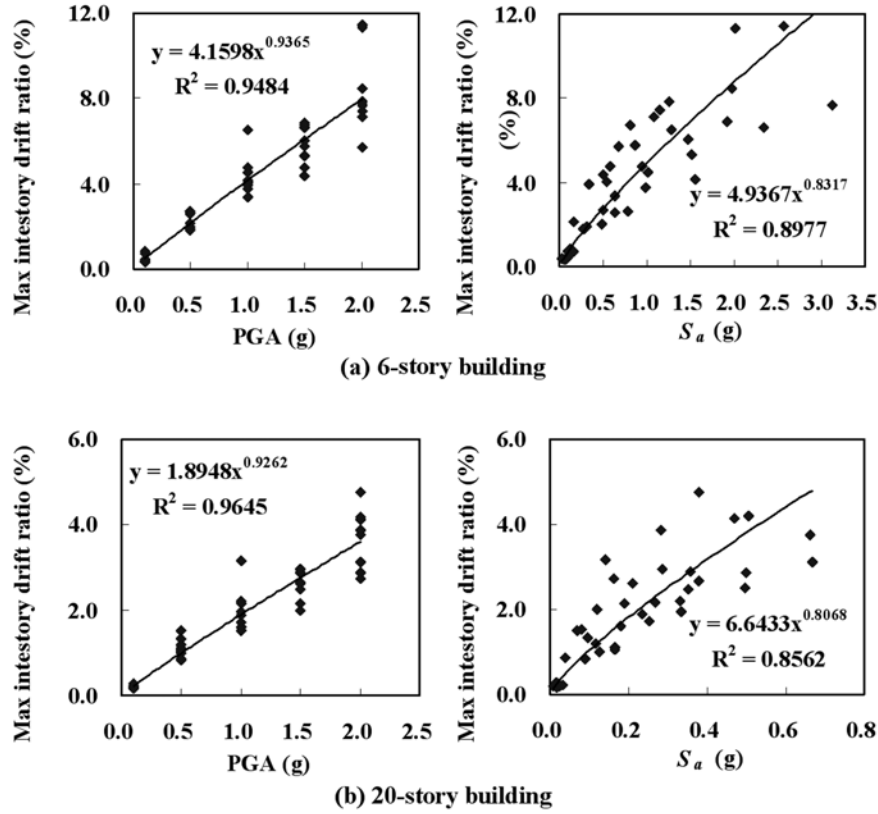 Max intestory drift ratio (%)
12.0
8.0
4.0
0.0
y = 4.1598x^0.9365
R² = 0.9484
0.0 0.5 1.0 1.5 2.0 2.5
PGA (g)
Max intestory drift ratio (%)
(%)
12.0
8.0
4.0
0.0
y = 4.9367x^0.8317
R² = 0.8977
0.0 0.5 1.0 1.5 2.0 2.5 3.0 3.5
S a (g)
(a) 6-story building
Max intestory drift ratio (%)
6.0
4.0
2.0
0.0
y = 1.8948x^0.9262
R² = 0.9645
0.0 0.5 1.0 1.5 2.0 2.5
PGA (g)
Max intestory drift ratio (%)
6.0
4.0
2.0
0.0
y = 6.6433x^0.8068
R² = 0.8562
0.0 0.2 0.4 0.6 0.8
S a (g)
(b) 20-story building